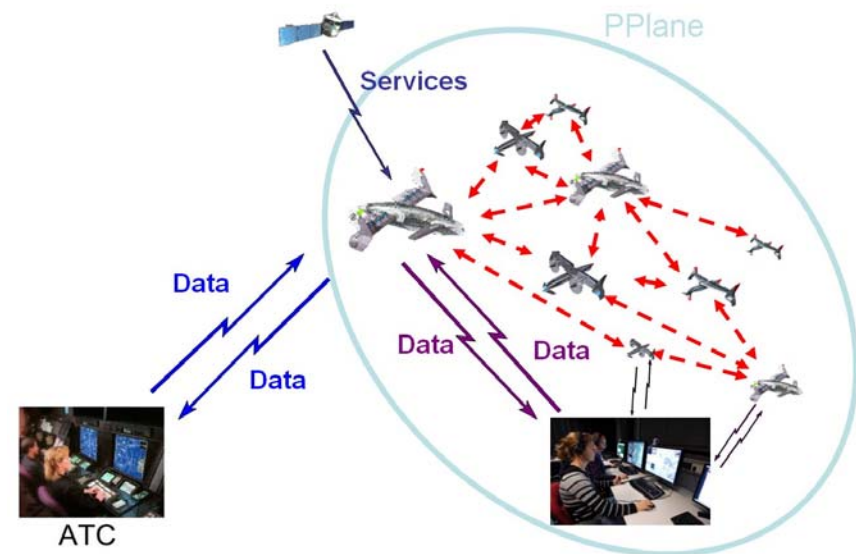 PPlane
Services
Data
Data
Data
Data
ATC